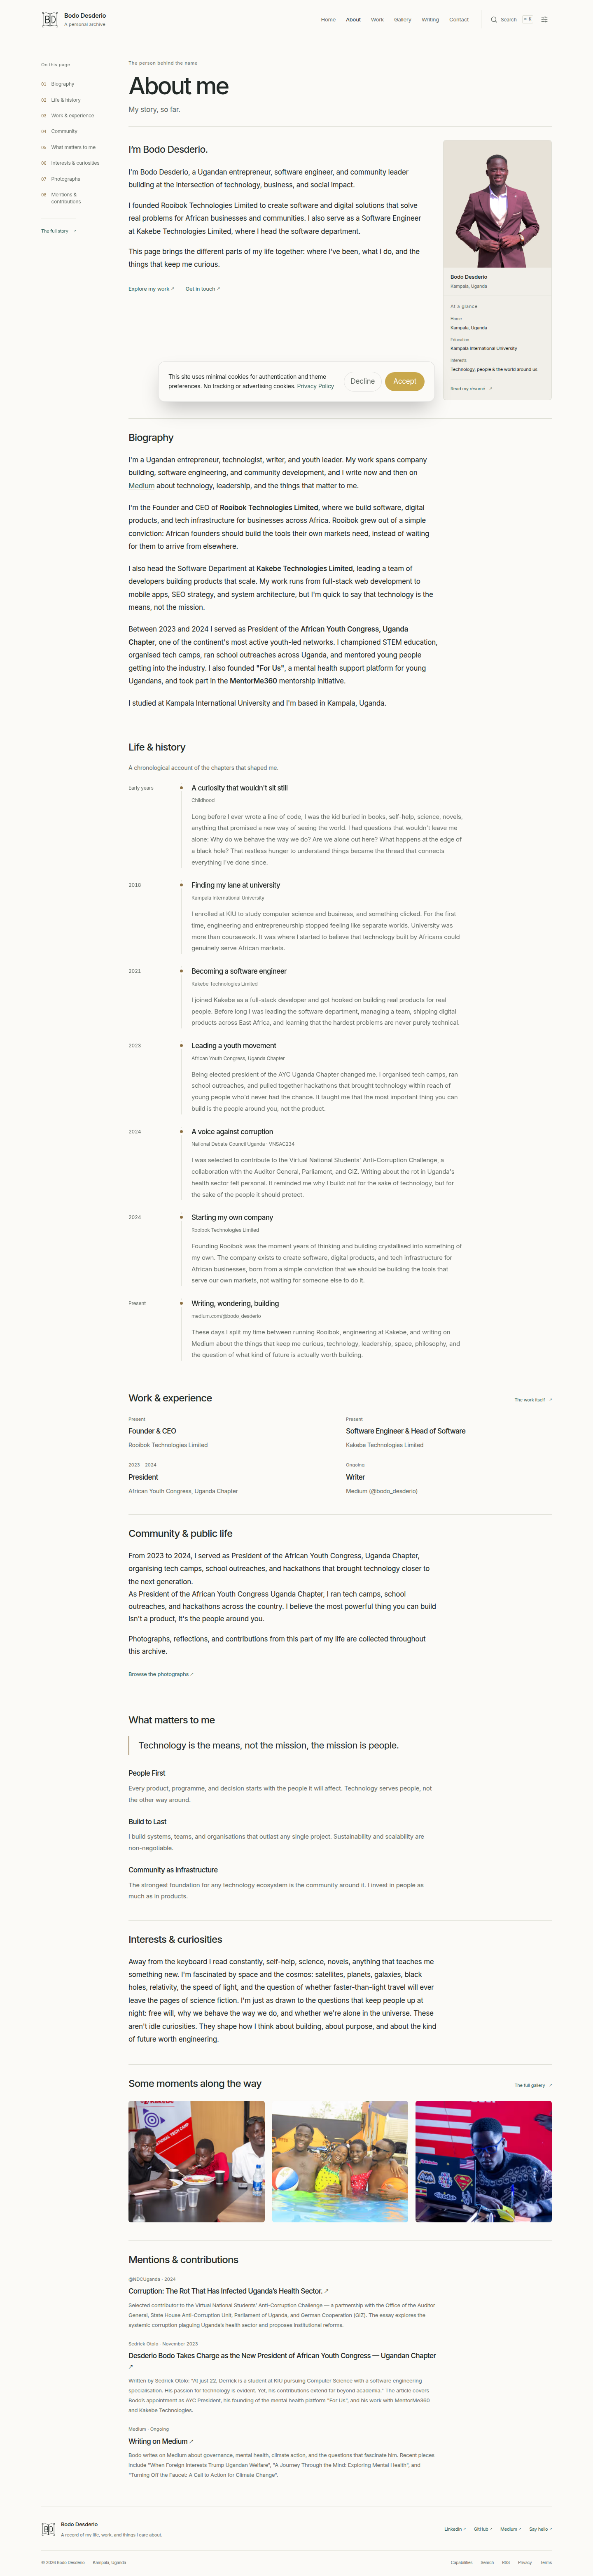 Bodo Desderio
A personal archive
Home
About
Work
Gallery
Writing
Contact
Search
On this page
01 Biography
02 Life & history
03 Work & experience
04 Community
05 What matters to me
06 Interests & curiosities
07 Photographs
08 Mentions &
contributions
The full story ↗
The person behind the name
About me
My story, so far.
I'm Bodo Desderio.
I'm Bodo Desderio, a Ugandan entrepreneur, software engineer, and community leader
building at the intersection of technology, business, and social impact.
I founded Rooibok Technologies Limited to create software and digital solutions that solve
real problems for African businesses and communities. I also serve as a Software Engineer
at Kakebe Technologies Limited, where I head the software department.
This page brings the different parts of my life together: where I've been, what I do, and the
things that keep me curious.
Explore my work ↗
Get in touch ↗
Bodo Desderio
Kampala, Uganda
At a glance
Home
Kampala, Uganda
Education
Kampala International University
Interests
Technology, people & the world around us
Read my résumé ↗
This site uses minimal cookies for authentication and theme
preferences. No tracking or advertising cookies. Privacy Policy
Decline
Accept
Biography
I'm a Ugandan entrepreneur, technologist, writer, and youth leader. My work spans company
building, software engineering, and community development, and I write now and then on
Medium about technology, leadership, and the things that matter to me.
I'm the Founder and CEO of Rooibok Technologies Limited, where we build software, digital
products, and tech infrastructure for businesses across Africa. Rooibok grew out of a simple
conviction: African founders should build the tools their own markets need, instead of waiting
for them to arrive from elsewhere.
I also head the Software Department at Kakebe Technologies Limited, leading a team of
developers building products that scale. My work runs from full-stack web development to
mobile apps, SEO strategy, and system architecture, but I'm quick to say that technology is the
means, not the mission.
Between 2023 and 2024 I served as President of the African Youth Congress, Uganda
Chapter, one of the continent's most active youth-led networks. I championed STEM education,
organised tech camps, ran school outreaches across Uganda, and mentored young people
getting into the industry. I also founded "For Us", a mental health support platform for young
Ugandans, and took part in the MentorMe360 mentorship initiative.
I studied at Kampala International University and I'm based in Kampala, Uganda.
Life & history
A chronological account of the chapters that shaped me.
Early years
A curiosity that wouldn't sit still
Childhood
Long before I ever wrote a line of code, I was the kid buried in books, self-help, science, novels,
anything that promised a new way of seeing the world. I had questions that wouldn't leave me
alone: Why do we behave the way we do? Are we alone out here? What happens at the edge of
a black hole? That restless hunger to understand things became the thread that connects
everything I've done since.
2018
Finding my lane at university
Kampala International University
I enrolled at KIU to study computer science and business, and something clicked. For the first
time, engineering and entrepreneurship stopped feeling like separate worlds. University was
more than coursework. It was where I started to believe that technology built by Africans could
genuinely serve African markets.
2021
Becoming a software engineer
Kakebe Technologies Limited
I joined Kakebe as a full-stack developer and got hooked on building real products for real
people. Before long I was leading the software department, managing a team, shipping digital
products across East Africa, and learning that the hardest problems are never purely technical.
2023
Leading a youth movement
African Youth Congress, Uganda Chapter
Being elected president of the AYC Uganda Chapter changed me. I organised tech camps, ran
school outreaches, and pulled together hackathons that brought technology within reach of
young people who'd never had the chance. It taught me that the most important thing you can
build is the people around you, not the product.
2024
A voice against corruption
National Debate Council Uganda · VNSAC234
I was selected to contribute to the Virtual National Students' Anti-Corruption Challenge, a
collaboration with the Auditor General, Parliament, and GIZ. Writing about the rot in Uganda's
health sector felt personal. It reminded me why I build: not for the sake of technology, but for
the sake of the people it should protect.
2024
Starting my own company
Rooibok Technologies Limited
Founding Rooibok was the moment years of thinking and building crystallised into something of
my own. The company exists to create software, digital products, and tech infrastructure for
African businesses, born from a simple conviction that we should be building the tools that
serve our own markets, not waiting for someone else to do it.
Present
Writing, wondering, building
medium.com/@bodo_desderio
These days I split my time between running Rooibok, engineering at Kakebe, and writing on
Medium about the things that keep me curious, me curious, technology, leadership, space, philosophy, and
the question of what kind of future is actually worth building.
Work & experience
The work itself ↗
Present
Founder & CEO
Rooibok Technologies Limited
Present
Software Engineer & Head of Software
Kakebe Technologies Limited
2023 – 2024
President
African Youth Congress, Uganda Chapter
Ongoing
Writer
Medium (@bodo_desderio)
Community & public life
From 2023 to 2024, I served as President of the African Youth Congress, Uganda Chapter,
organising tech camps, school outreaches, and hackathons that brought technology closer to
the next generation.
As President of the African Youth Congress Uganda Chapter, I ran tech camps, school
outreaches, and hackathons across the country. I believe the most powerful thing you can build
isn't a product, it's the people around you.
Photographs, reflections, and contributions from this part of my life are collected throughout
this archive.
Browse the photographs ↗
What matters to me
Technology is the means, not the mission, the mission is people.
People First
Every product, programme, and decision starts with the people it will affect. Technology serves people, not
the other way around.
Build to Last
I build systems, teams, and organisations that outlast any single project. Sustainability and scalability are
non-negotiable.
Community as Infrastructure
The strongest foundation for any technology ecosystem is the community around it. I invest in people as
much as in products.
Interests & curiosities
Away from the keyboard I read constantly, self-help, science, novels, anything that teaches me
something new. I'm fascinated by space and the cosmos: satellites, planets, galaxies, black
holes, relativity, the speed of light, and the question of whether faster-than-light travel will ever
leave the pages of science fiction. I'm just as drawn to the questions that keep people up at
night: free will, why we behave the way we do, and whether we're alone in the universe. These
aren't idle curiosities. They shape how I think about building, about purpose, and about the kind
of future worth engineering.
Some moments along the way
The full gallery ↗
Mentions & contributions
@NDCUganda · 2024
Corruption: The Rot That Has Infected Uganda's Health Sector. ↗
Selected contributor to the Virtual National Students' Anti-Corruption Challenge — a partnership with the Office of the Auditor
General, State House Anti-Corruption Unit, Parliament of Uganda, and German Cooperation (GIZ). The essay explores the
systemic corruption plaguing Uganda's health sector and proposes institutional reforms.
Sedrick Otolo · November 2023
Desderio Bodo Takes Charge as the New President of African Youth Congress — Ugandan Chapter
↗
Written by Sedrick Otolo: "At just 22, Derrick is a student at KIU pursuing Computer Science with a software engineering
specialisation. His passion for technology is evident. Yet, his contributions extend far beyond academia." The article covers
Bodo's appointment as AYC President, his founding of the mental health platform "For Us", and his work with MentorMe360
and Kakebe Technologies.
Medium · Ongoing
Writing on Medium ↗
Bodo writes on Medium about governance, mental health, climate action, and the questions that fascinate him. Recent pieces
include "When Foreign Interests Trump Ugandan Welfare", "A Journey Through the Mind: Exploring Mental Health", and
"Turning Off the Faucet: A Call to Action for Climate Change".
Bodo Desderio
A record of my life, work, and things I care about.
LinkedIn ↗
GitHub ↗
Medium ↗
Say hello ↗
© 2026 Bodo Desderio
Kampala, Uganda
Capabilities
Search
RSS
Privacy
Terms